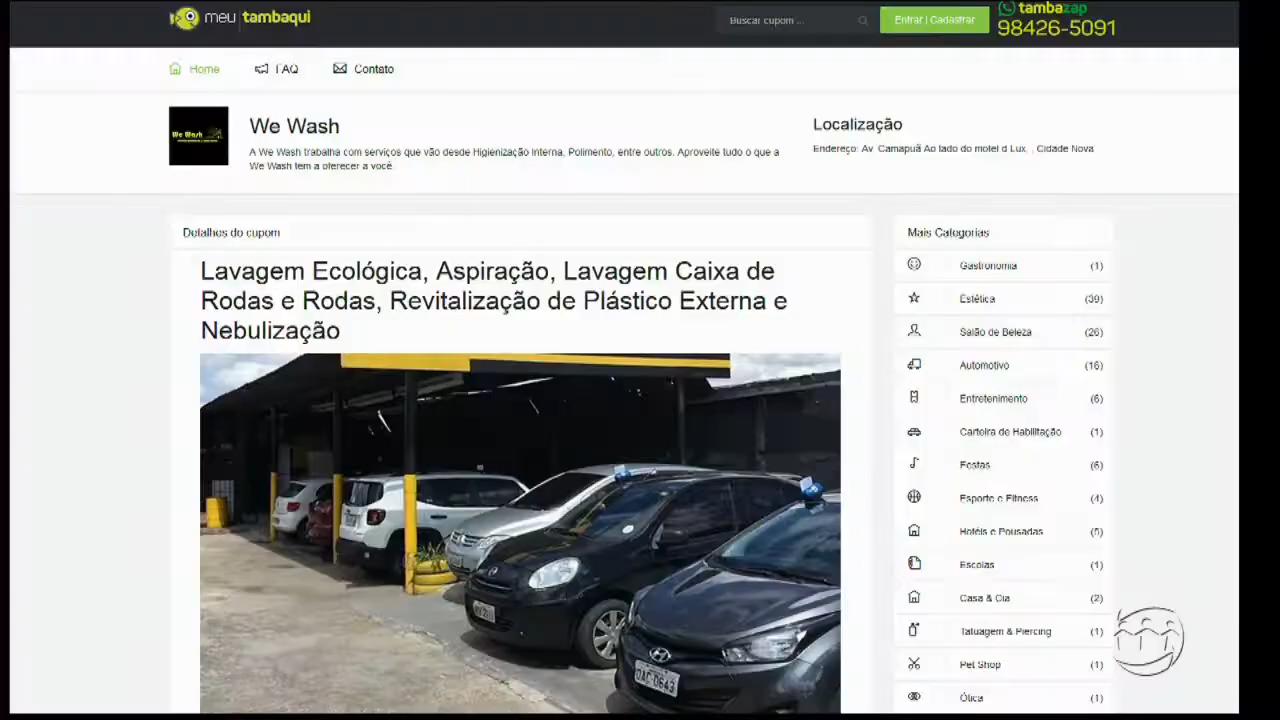 meu tambaqui
Buscar cupom ...
Entrar | Cadastrar
tambazap
98426-5091
Home
FAQ
Contato
We Wash
We Wash
A We Wash trabalha com serviços que vão desde Higienização Interna, Polimento, entre outros. Aproveite tudo o que a
We Wash tem a oferecer a você
Localização
Endereço: Av. Camapuã Ao lado do motel d Lux, , Cidade Nova
Detalhes do cupom
Lavagem Ecológica, Aspiração, Lavagem Caixa de
Rodas e Rodas, Revitalização de Plástico Externa e
Nebulização
Mais Categorias
Gastronomia (1)
Estética (39)
Salão de Beleza (26)
Automotivo (16)
Entretenimento (6)
Carteira de Habilitação (1)
Festas (6)
Esporte e Fitness (4)
Hotéis e Pousadas (5)
Escolas (1)
Casa & Cia (2)
Tatuagem & Piercing (1)
Pet Shop (1)
Ótica (1)